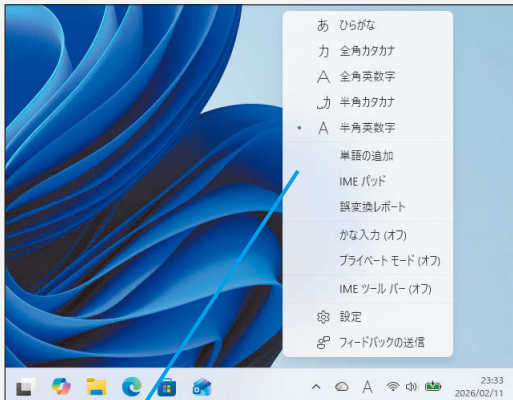 あ ひらがな
カ 全角カタカナ
A 全角英数字
_カ 半角カタカナ
・ A 半角英数字
単語の追加
IME パッド
誤変換レポート
かな入力 (オフ)
プライベート モード (オフ)
IME ツール バー (オフ)
設定
フィードバックの送信
A
23:33
2026/02/11